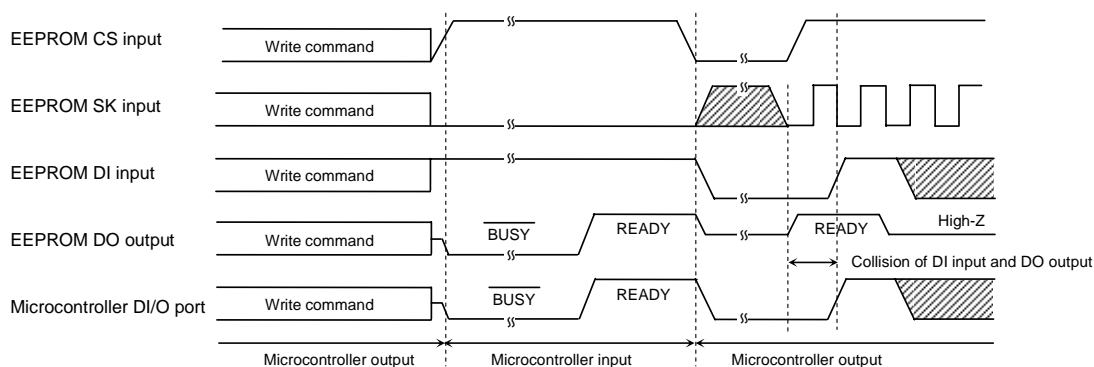 EEPROM CS input
Write command
EEPROM SK input
Write command
EEPROM DI input
Write command
EEPROM DO output
Write command
BUSY
READY
READY
High-Z
Collision of DI input and DO output
Microcontroller DI/O port
Write command
BUSY
READY
Microcontroller output
Microcontroller input
Microcontroller output